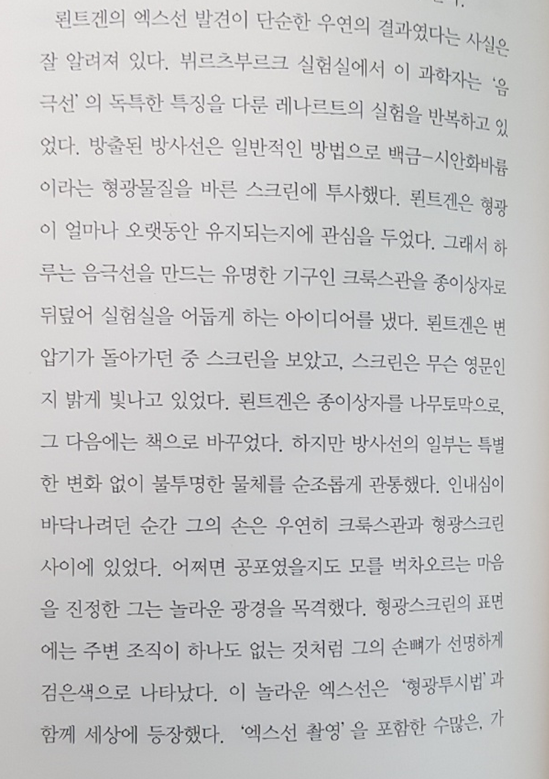 뢴트겐의 엑스선 발견이 단순한 우연의 결과였다는 사실은
잘 알려져 있다. 뷔르츠부르크 실험실에서 이 과학자는 ‘음
극선’의 독특한 특징을 다룬 레나르트의 실험을 반복하고 있
었다. 방출된 방사선은 일반적인 방법으로 백금-시안화바륨
이라는 형광물질을 바른 스크린에 투사했다. 뢴트겐은 형광
이 얼마나 오랫동안 유지되는지에 관심을 두었다. 그래서 하
루는 음극선을 만드는 유명한 기구인 크룩스관을 종이상자로
뒤덮어 실험실을 어둡게 하는 아이디어를 냈다. 뢴트겐은 변
압기가 돌아가던 중 스크린을 보았고, 스크린은 무슨 영문인
지 밝게 빛나고 있었다. 뢴트겐은 종이상자를 나무토막으로,
그 다음에는 책으로 바꾸었다. 하지만 방사선의 일부는 특별
한 변화 없이 불투명한 물체를 순조롭게 관통했다. 인내심이
바닥나려던 순간 그의 손은 우연히 크룩스관과 형광스크린
사이에 있었다. 어쩌면 공포였을지도 모를 벅차오르는 마음
을 진정한 그는 놀라운 광경을 목격했다. 형광스크린의 표면
에는 주변 조직이 하나도 없는 것처럼 그의 손뼈가 선명하게
검은색으로 나타났다. 이 놀라운 엑스선은 ‘형광투시법’과
함께 세상에 등장했다. ‘엑스선 촬영’을 포함한 수많은, 가